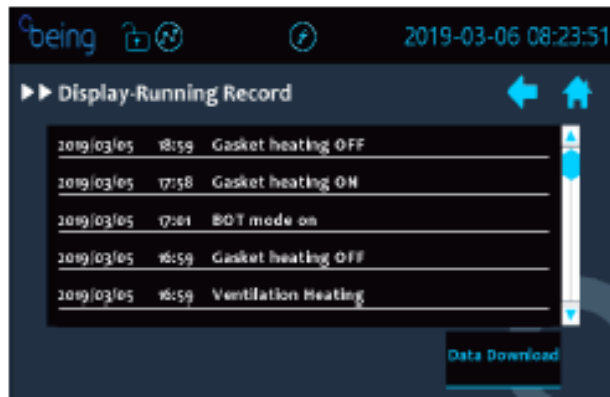 being 2019-03-06 08:23:51
Display-Running Record
2019/03/05 18:59 Gasket heating OFF
2019/03/05 17:58 Gasket heating ON
2019/03/05 17:01 BOT mode on
2019/03/05 16:59 Gasket heating OFF
2019/03/05 16:59 Ventilation Heating
Data Download